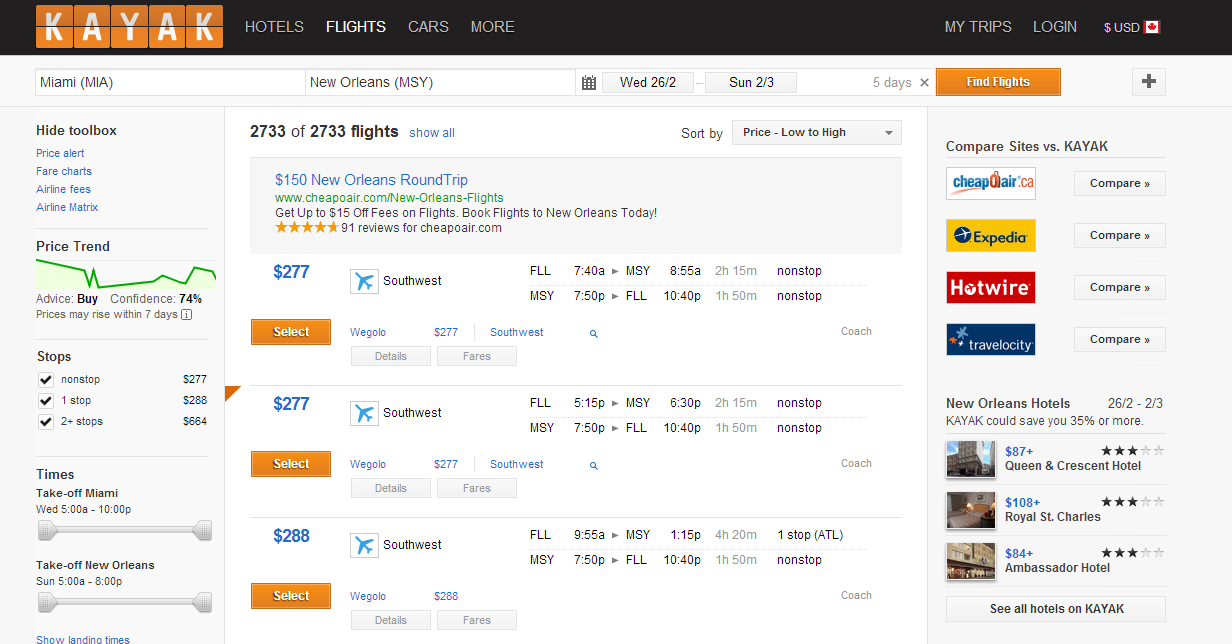 KAYAK
HOTELS FLIGHTS CARS MORE
MY TRIPS LOGIN $ USD
Miami (MIA) New Orleans (MSY) Wed 26/2 – Sun 2/3 5 days × Find Flights +
Hide toolbox
Price alert
Fare charts
Airline fees
Airline Matrix
Price Trend
Advice: Buy Confidence: 74%
Prices may rise within 7 days i
Stops
nonstop $277
1 stop $288
2+ stops $664
Times
Take-off Miami
Wed 5:00a - 10:00p
Take-off New Orleans
Sun 5:00a - 8:00p
Show landing times
2733 of 2733 flights show all
Sort by Price - Low to High
$150 New Orleans RoundTrip
www.cheapoair.com/New-Orleans-Flights
Get Up to $15 Off Fees on Flights. Book Flights to New Orleans Today!
★★★★★ 91 reviews for cheapoair.com
$277 Southwest
FLL 7:40a ▸ MSY 8:55a 2h 15m nonstop
MSY 7:50p ▸ FLL 10:40p 1h 50m nonstop
Select Wegolo $277 Southwest Coach
Details Fares
$277 Southwest
FLL 5:15p ▸ MSY 6:30p 2h 15m nonstop
MSY 7:50p ▸ FLL 10:40p 1h 50m nonstop
Select Wegolo $277 Southwest Coach
Details Fares
$288 Southwest
FLL 9:55a ▸ MSY 1:15p 4h 20m 1 stop (ATL)
MSY 7:50p ▸ FLL 10:40p 1h 50m nonstop
Select Wegolo $288 Coach
Details Fares
Compare Sites vs. KAYAK
cheapOair.ca Compare »
Expedia Compare »
Hotwire Compare »
travelocity Compare »
New Orleans Hotels 26/2 - 2/3
KAYAK could save you 35% or more.
$87+ ★★★☆☆
Queen & Crescent Hotel
$108+ ★★★☆☆
Royal St. Charles
$84+ ★★★☆☆
Ambassador Hotel
See all hotels on KAYAK